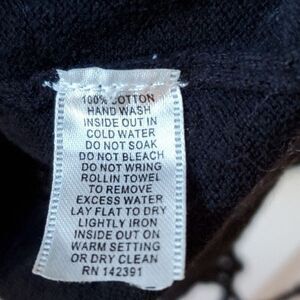 100% COTTON
HAND WASH
INSIDE OUT IN
COLD WATER
DO NOT SOAK
DO NOT BLEACH
DO NOT WRING
ROLLIN TOWEL
TO REMOVE
EXCESS WATER
LAY FLAT TO DRY
LIGHTLY IRON
INSIDE OUT ON
WARM SETTING
OR DRY CLEAN
RN 142391